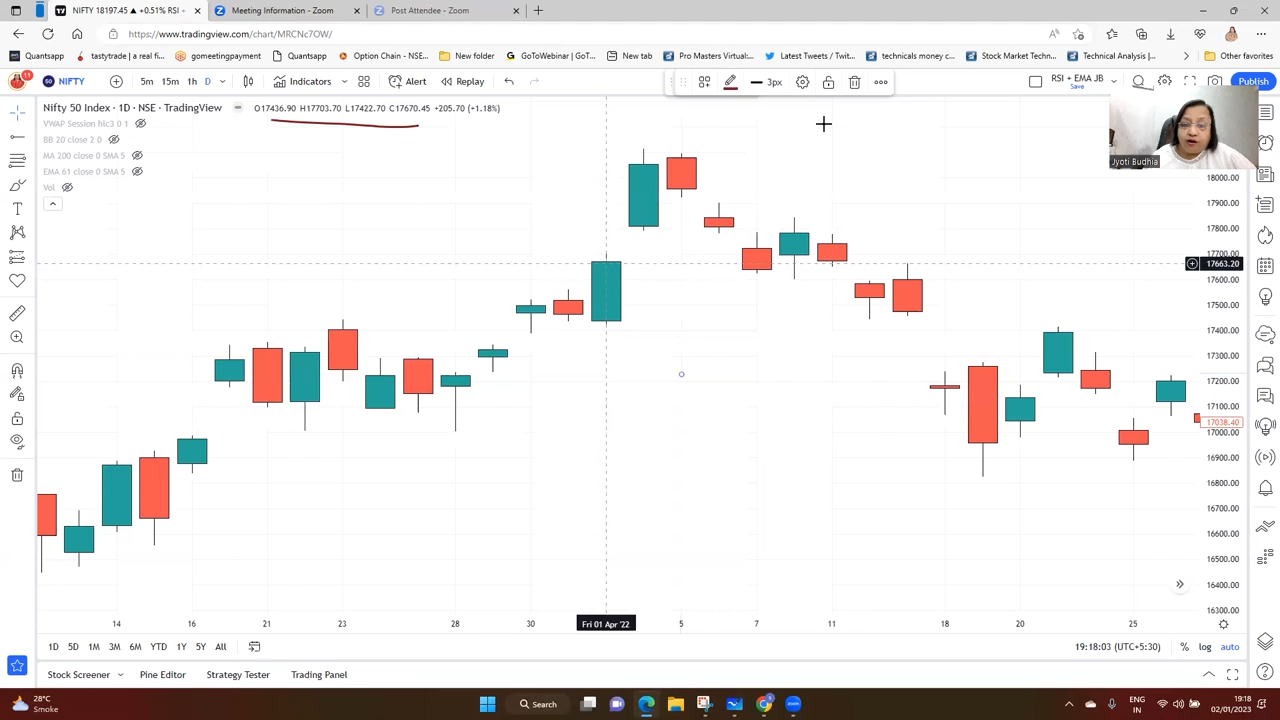 NIFTY 18197.45 ▲ +0.51% RSI +
Meeting Information - Zoom
Post Attendee - Zoom
https://www.tradingview.com/chart/MRCNc7OW/
Quantsapp
tastytrade | a real fi...
gomeetingpayment
Quantsapp
Option Chain - NSE...
New folder
GoToWebinar | GoT...
New tab
Pro Masters Virtual:...
Latest Tweets / Twit...
technicals money c...
Stock Market Techn...
Technical Analysis |...
Other favorites
11
50 NIFTY
5m 15m 1h D
Indicators
Alert
Replay
3px
RSI + EMA JB
Save
Publish
Nifty 50 Index · 1D · NSE · TradingView
O17436.90 H17703.70 L17422.70 C17670.45 +205.70 (+1.18%)
VWAP Session hlc3 0 1
BB 20 close 2 0
MA 200 close 0 SMA 5
EMA 61 close 0 SMA 5
Vol
Jyoti Budhia
18000.00
17900.00
17800.00
17700.00
17663.20
17600.00
17500.00
17400.00
17300.00
17200.00
17100.00
17038.40
17000.00
16900.00
16800.00
16700.00
16600.00
16500.00
16400.00
16300.00
14 16 21 23 28 30 Fri 01 Apr '22 5 7 11 18 20 25
1D 5D 1M 3M 6M YTD 1Y 5Y All
19:18:03 (UTC+5:30) % log auto
Stock Screener
Pine Editor
Strategy Tester
Trading Panel
28°C
Smoke
Search
zoom
ENG
IN
19:18
02/01/2023